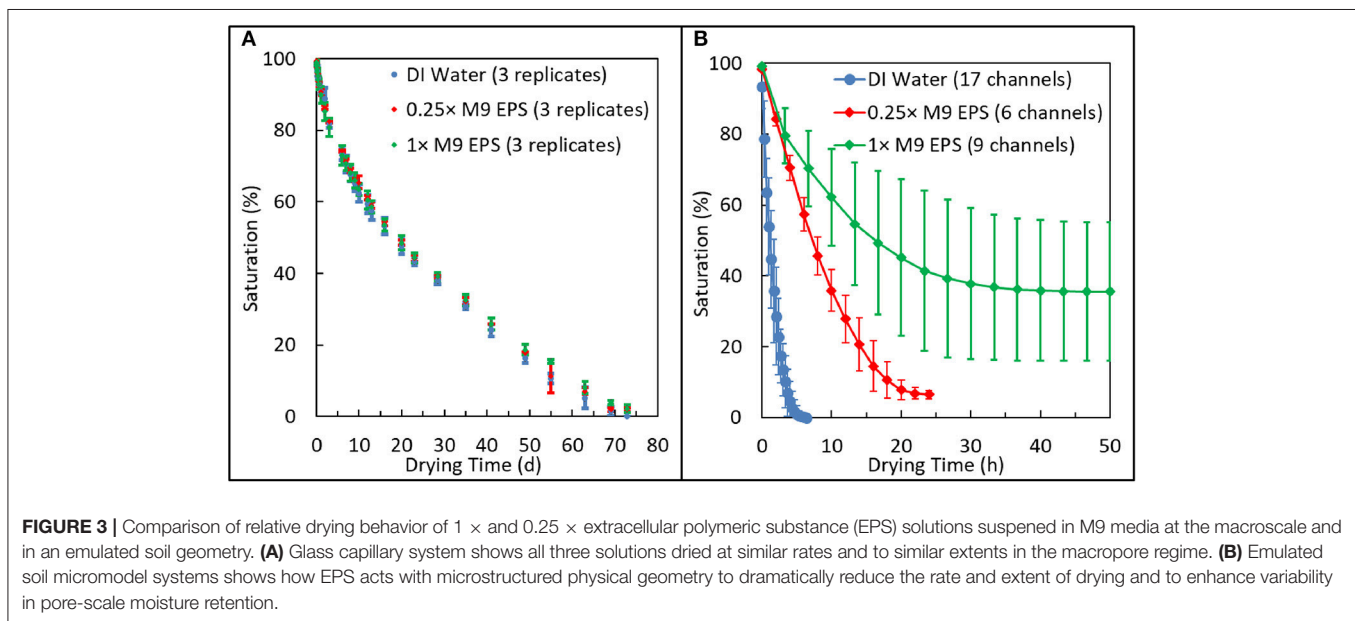 A
100
80
60
40
20
0
Saturation (%)
DI Water (3 replicates)
0.25× M9 EPS (3 replicates)
1× M9 EPS (3 replicates)
0 10 20 30 40 50 60 70 80
Drying Time (d)
B
100
80
60
40
20
0
Saturation (%)
DI Water (17 channels)
0.25× M9 EPS (6 channels)
1× M9 EPS (9 channels)
0 10 20 30 40 50
Drying Time (h)
FIGURE 3 | Comparison of relative drying behavior of 1 × and 0.25 × extracellular polymeric substance (EPS) solutions suspened in M9 media at the macroscale and
in an emulated soil geometry. (A) Glass capillary system shows all three solutions dried at similar rates and to similar extents in the macropore regime. (B) Emulated
soil micromodel systems shows how EPS acts with microstructured physical geometry to dramatically reduce the rate and extent of drying and to enhance variability
in pore-scale moisture retention.